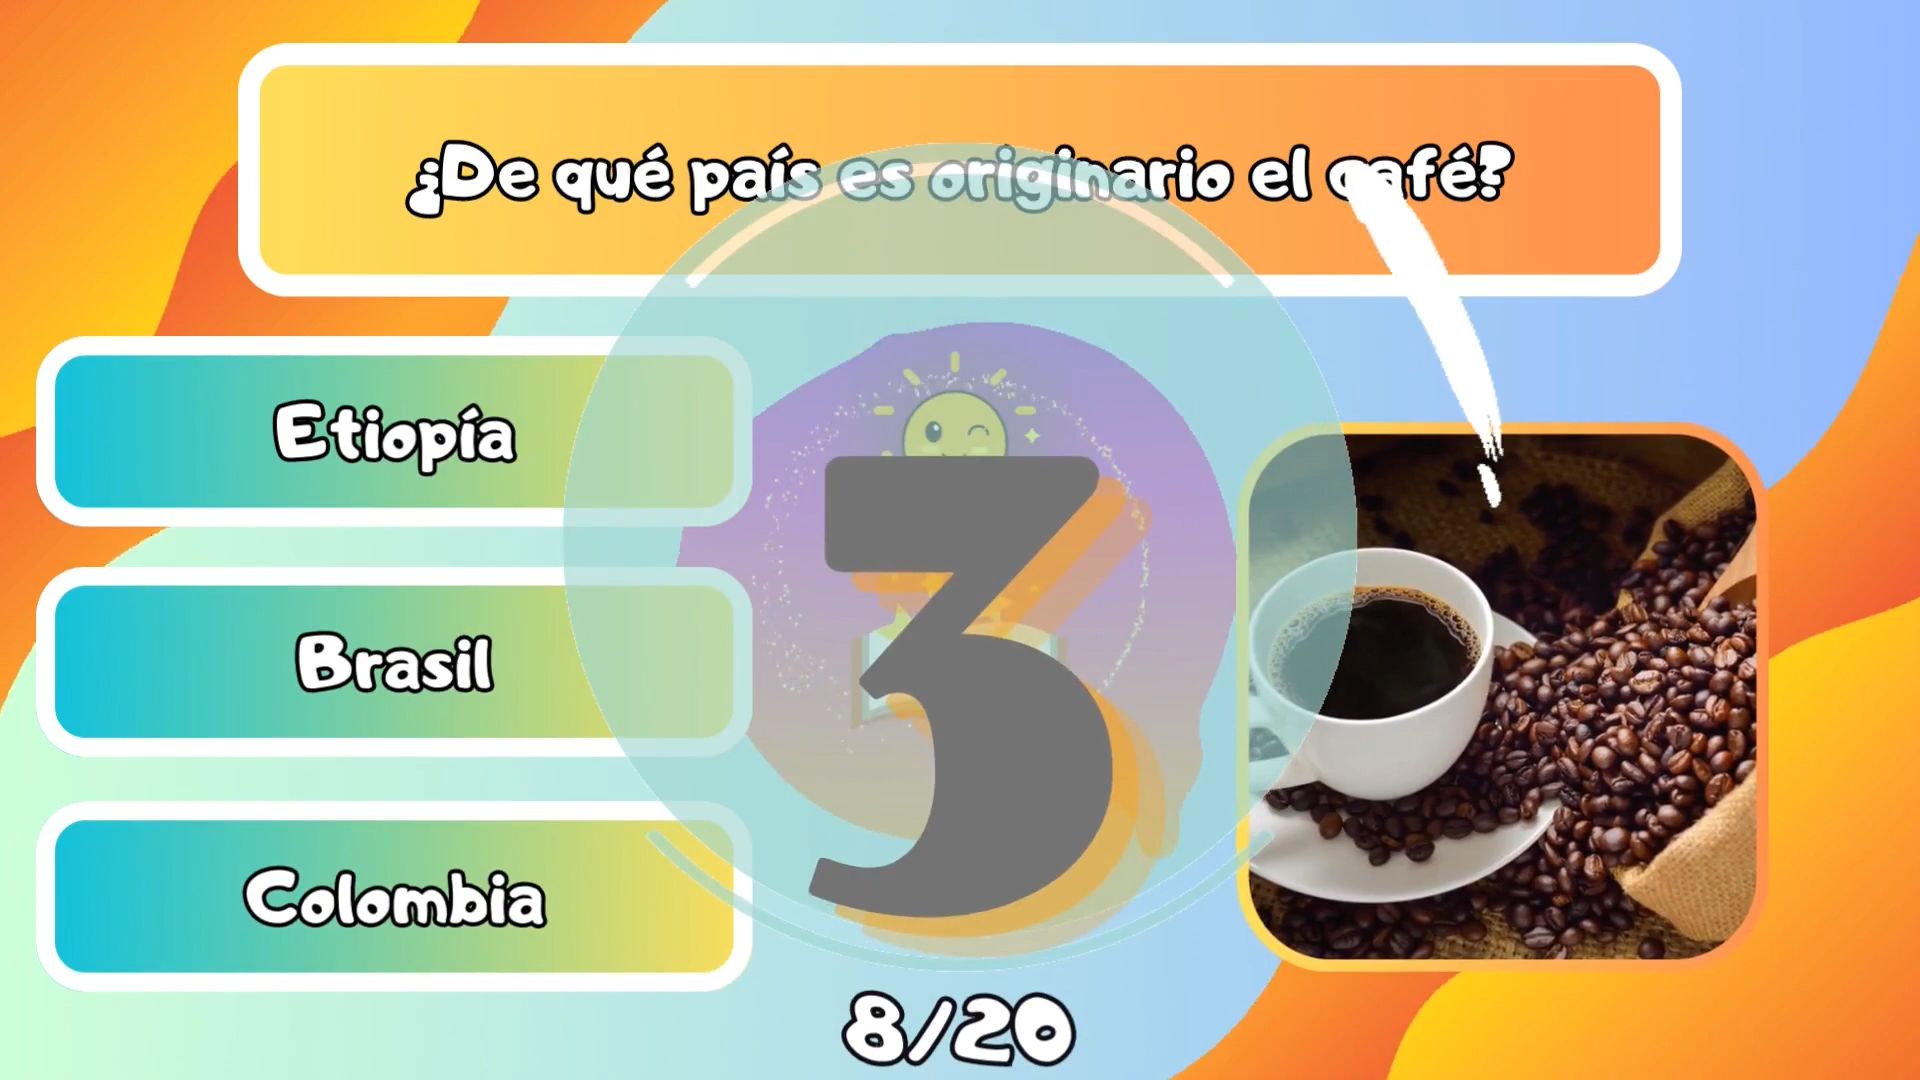 ¿De qué país es originario el café?
Etiopía
Brasil
Colombia
3
8/20